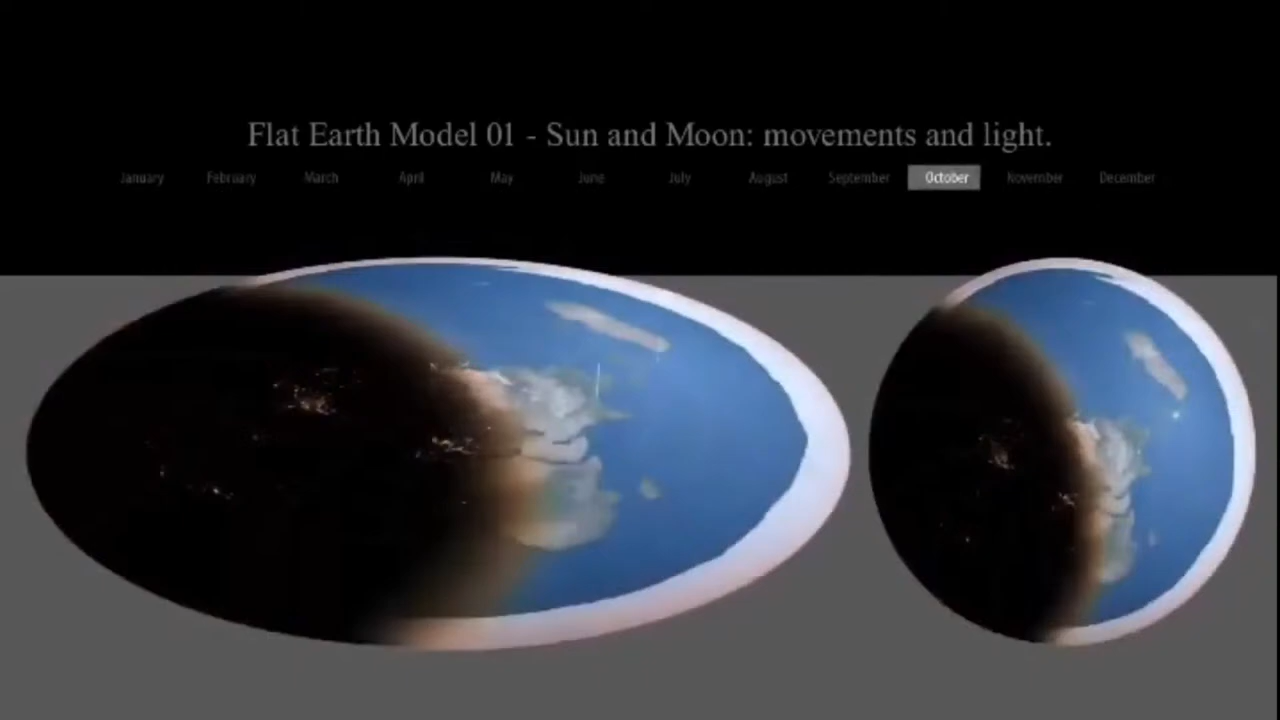 Flat Earth Model 01 - Sun and Moon: movements and light.
January February March April May June July August September October November December